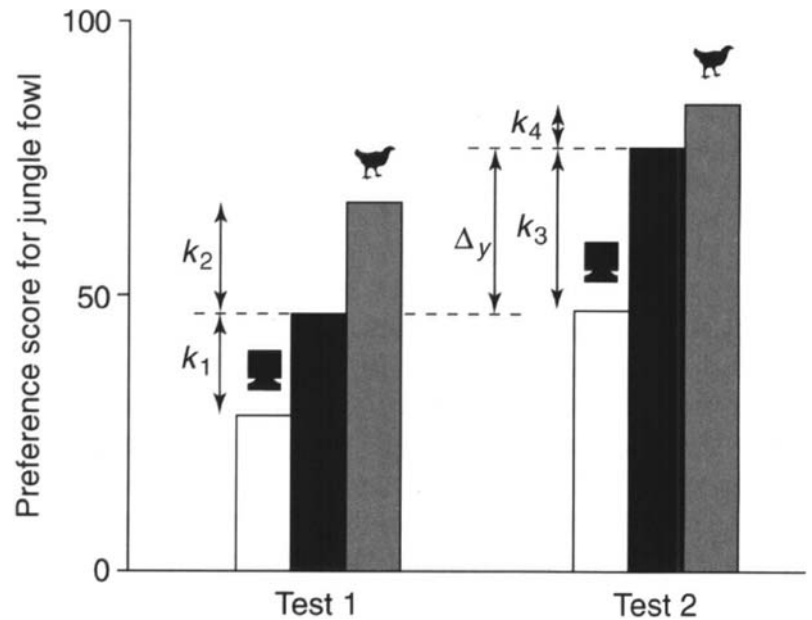 Preference score for jungle fowl
100
50
0
k₂
k₁
k₄
k₃
Δy
Test 1
Test 2